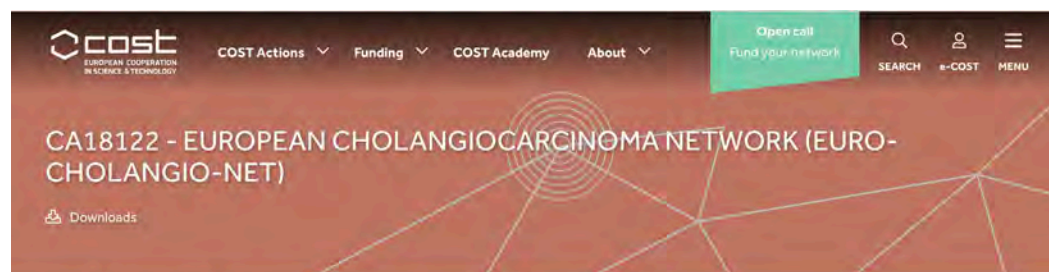 cost
EUROPEAN COOPERATION
IN SCIENCE & TECHNOLOGY
COST Actions
Funding
COST Academy
About
Open call
Fund your network
SEARCH
e-COST
MENU
CA18122 - EUROPEAN CHOLANGIOCARCINOMA NETWORK (EURO-
CHOLANGIO-NET)
Downloads